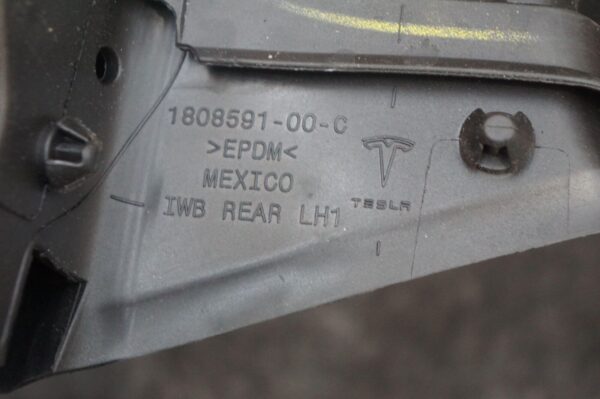 1808591-00-C
>EPDM<
MEXICO
IWB REAR LH1
TESLA